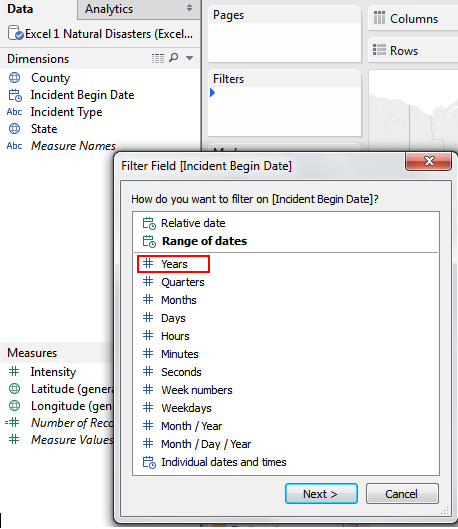 Data
Analytics
Pages
Columns
Rows
Excel 1 Natural Disasters (Excel...
Dimensions
County
Incident Begin Date
Abc Incident Type
State
Abc Measure Names
Filters
Filter Field [Incident Begin Date]
How do you want to filter on [Incident Begin Date]?
Relative date
Range of dates
Years
Quarters
Months
Days
Hours
Minutes
Seconds
Week numbers
Weekdays
Month / Year
Month / Day / Year
Individual dates and times
Next >
Cancel
Measures
Intensity
Latitude (genera
Longitude (gene
Number of Reco
Measure Values